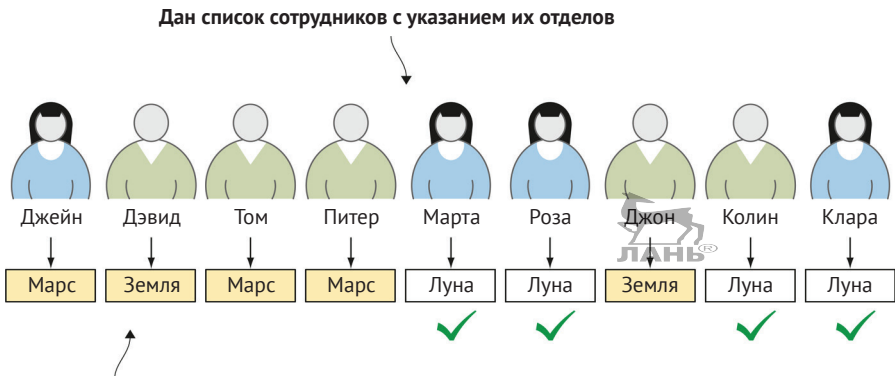 Дан список сотрудников с указанием их отделов
Джейн Дэвид Том Питер Марта Роза Джон Колин Клара
ЛАНЬ®
Марс Земля Марс Марс Луна Луна Земля Луна Луна